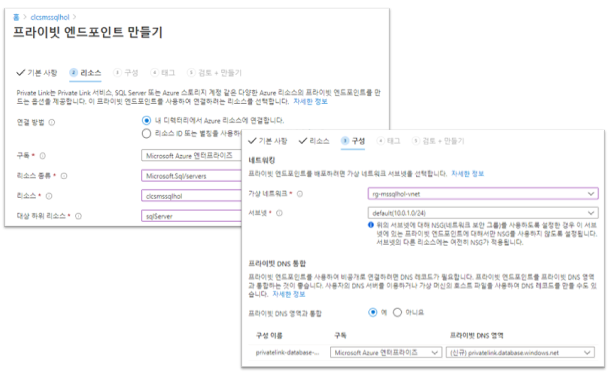 홈 > clcsmssqlhol >
프라이빗 엔드포인트 만들기
✓ 기본 사항 2 리소스 3 구성 4 태그 5 검토 + 만들기
Private Link는 Private Link 서비스, SQL Server 또는 Azure 스토리지 계정 같은 다양한 Azure 리소스의 프라이빗 엔드포인트를 만
드는 옵션을 제공합니다. 이 프라이빗 엔드포인트를 사용하여 연결하려는 리소스를 선택합니다. 자세한 정보
연결 방법
내 디렉터리에서 Azure 리소스에 연결합니다.
리소스 ID 또는 별칭을 사용하
구독 *
Microsoft Azure 엔터프라이즈
리소스 종류 *
Microsoft.Sql/servers
리소스 *
clcsmssqlhol
대상 하위 리소스 *
sqlServer
✓ 기본 사항 ✓ 리소스 3 구성 4 태그 5 검토 + 만들기
네트워킹
프라이빗 엔드포인트를 배포하려면 가상 네트워크 서브넷을 선택합니다. 자세한 정보
가상 네트워크 *
rg-mssqlhol-vnet
서브넷 *
default(10.0.1.0/24)
위의 서브넷에 대해 NSG(네트워크 보안 그룹)를 사용하도록 설정한 경우 이 서브
넷에 있는 프라이빗 엔드포인트에 대해서만 NSG를 사용하지 않도록 설정됩니다.
서브넷의 다른 리소스에는 여전히 NSG가 적용됩니다.
프라이빗 DNS 통합
프라이빗 엔드포인트를 사용하여 비공개로 연결하려면 DNS 레코드가 필요합니다. 프라이빗 엔드포인트를 프라이빗 DNS 영역
과 통합하는 것이 좋습니다. 사용자의 DNS 서버를 이용하거나 가상 머신의 호스트 파일을 사용하여 DNS 레코드를 만들 수도 있
습니다. 자세한 정보
프라이빗 DNS 영역과 통합
예 아니요
구성 이름 구독 프라이빗 DNS 영역
privatelink-database-... Microsoft Azure 엔터프라이즈 (신규) privatelink.database.windows.net